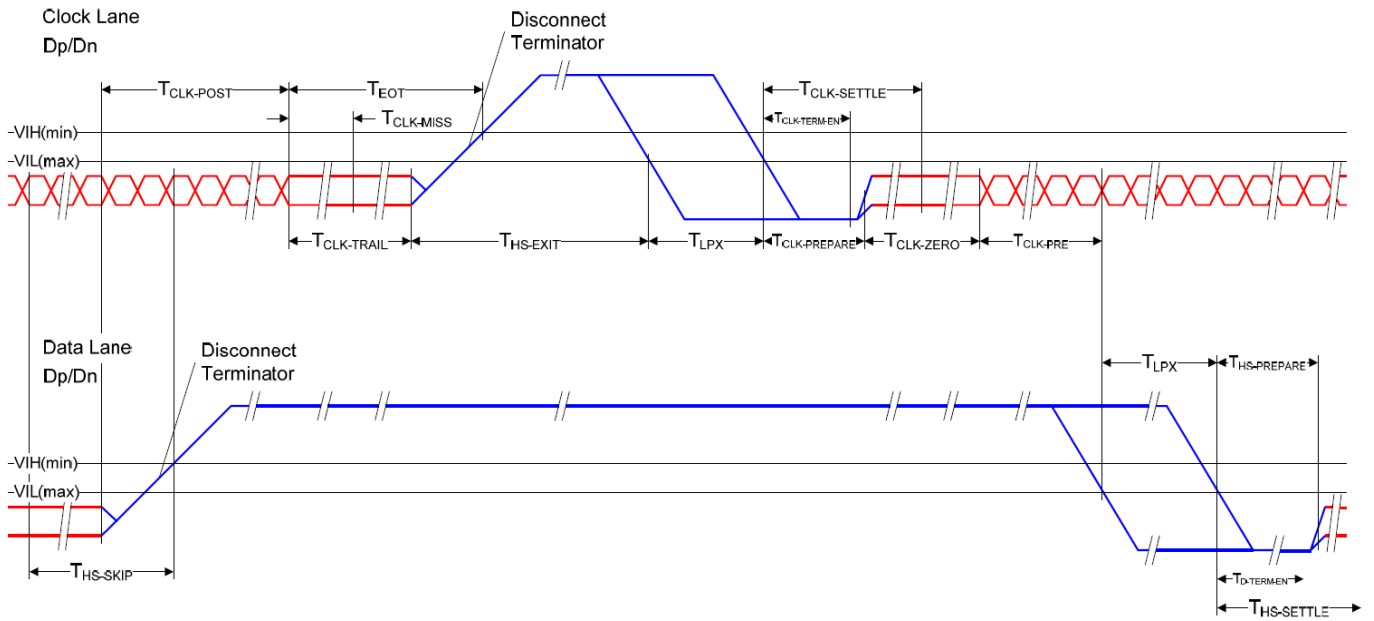 Clock Lane
Dp/Dn
Disconnect
Terminator
TCLK-POST
TEOT
TCLK-SETTLE
TCLK-MISS
TCLK-TERM-EN
VIH(min)
VIL(max)
TCLK-TRAIL
THS-EXIT
TLPX
TCLK-PREPARE
TCLK-ZERO
TCLK-PRE
Data Lane
Dp/Dn
Disconnect
Terminator
TLPX
THS-PREPARE
VIH(min)
VIL(max)
THS-SKIP
TD-TERM-EN
THS-SETTLE